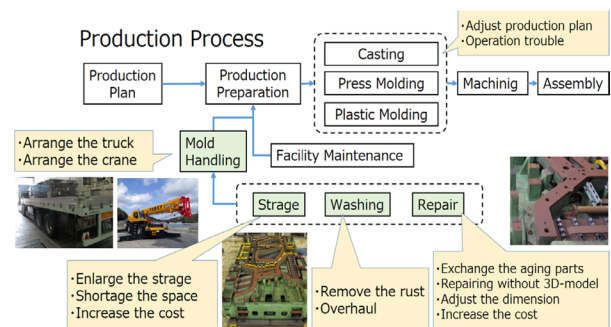 Production Process
·Adjust production plan
·Operation trouble
Production
Plan
Production
Preparation
Casting
Press Molding
Plastic Molding
Machinig
Assembly
·Arrange the truck
·Arrange the crane
Mold
Handling
Facility Maintenance
Strage
Washing
Repair
·Enlarge the strage
·Shortage the space
·Increase the cost
·Remove the rust
·Overhaul
·Exchange the aging parts
·Repairing without 3D-model
·Adjust the dimension
·Increase the cost